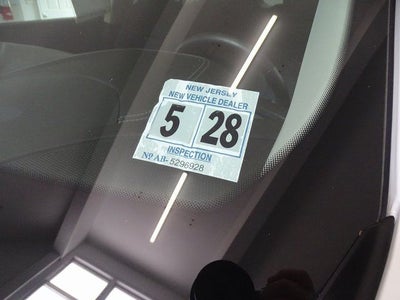 NEW JERSEY
NEW VEHICLE DEALER
5 28
INSPECTION
Nº AB-5296928